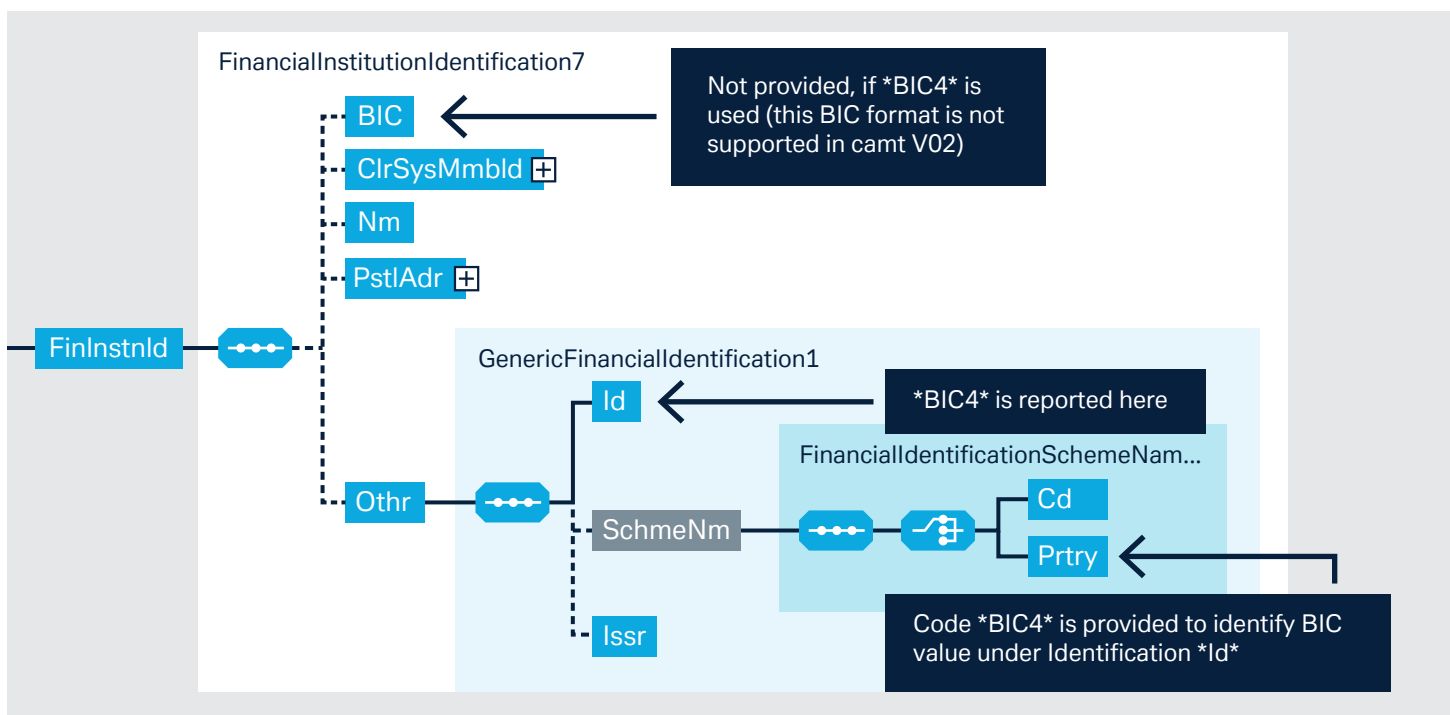 FinancialInstitutionIdentification7
BIC
Not provided, if *BIC4* is
used (this BIC format is not
supported in camt V02)
ClrSysMmbId
Nm
PstlAdr
FinInstnId
GenericFinancialIdentification1
Id
*BIC4* is reported here
FinancialIdentificationSchemeNam...
Othr
Cd
SchmeNm
Prtry
Issr
Code *BIC4* is provided to identify BIC
value under Identification *Id*